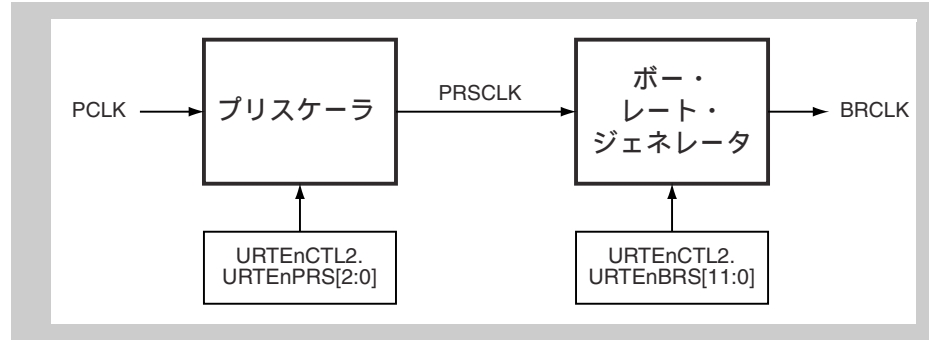 PCLK
プリスケーラ
PRSCLK
ボー・
レート・
ジェネレータ
BRCLK
URTEnCTL2.
URTEnPRS[2:0]
URTEnCTL2.
URTEnBRS[11:0]